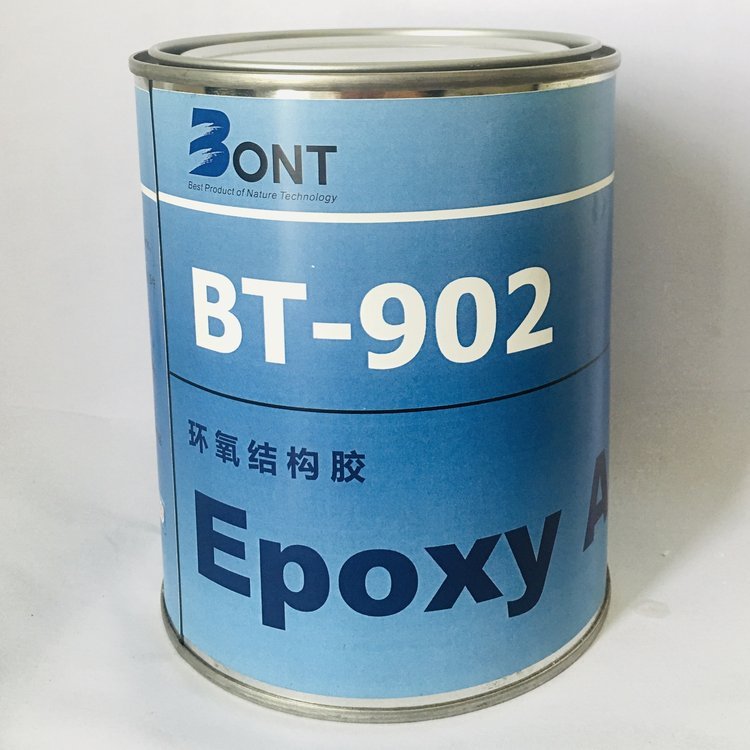 BONT
Best Product of Nature Technology
BT-902
环氧结构胶
Epoxy A